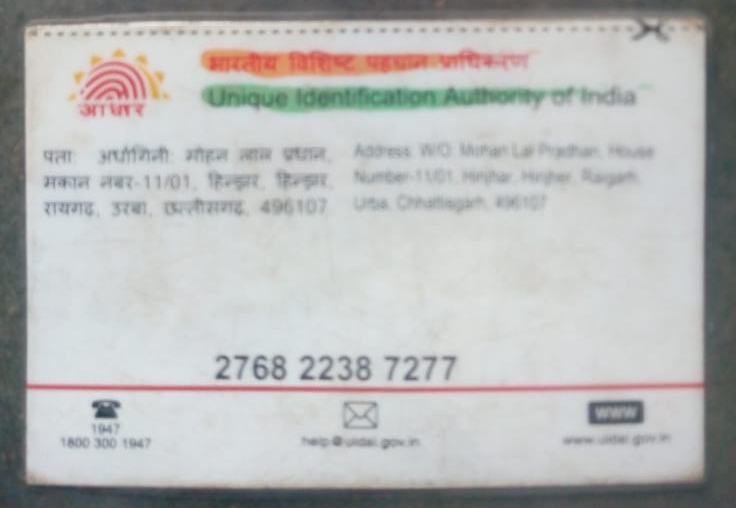 भारतीय विशिष्ट पहचान प्राधिकरण
Unique Identification Authority of India
आधार
पता: अर्धांगिनी: मोहन लाल प्रधान,
मकान नंबर-11/01, हिन्झर, हिन्झर,
रायगढ, उरबा, छत्तीसगढ, 496107
Address: W/O: Mohan Lal Pradhan, House
Number-11/01, Hinjhar, Hinjher, Raigarh,
Urba, Chhattisgarh, 496107
2768 2238 7277
1947
1800 300 1947
help@uidai.gov.in
WWW
www.uidai.gov.in